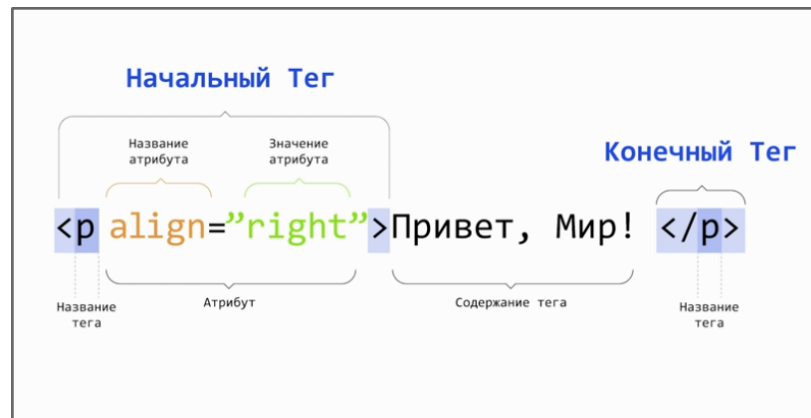 Начальный Тег
Название
атрибута
Значение
атрибута
Конечный Тег
<p align=”right”>Привет, Мир! </p>
Название
тега
Атрибут
Содержание тега
Название
тега